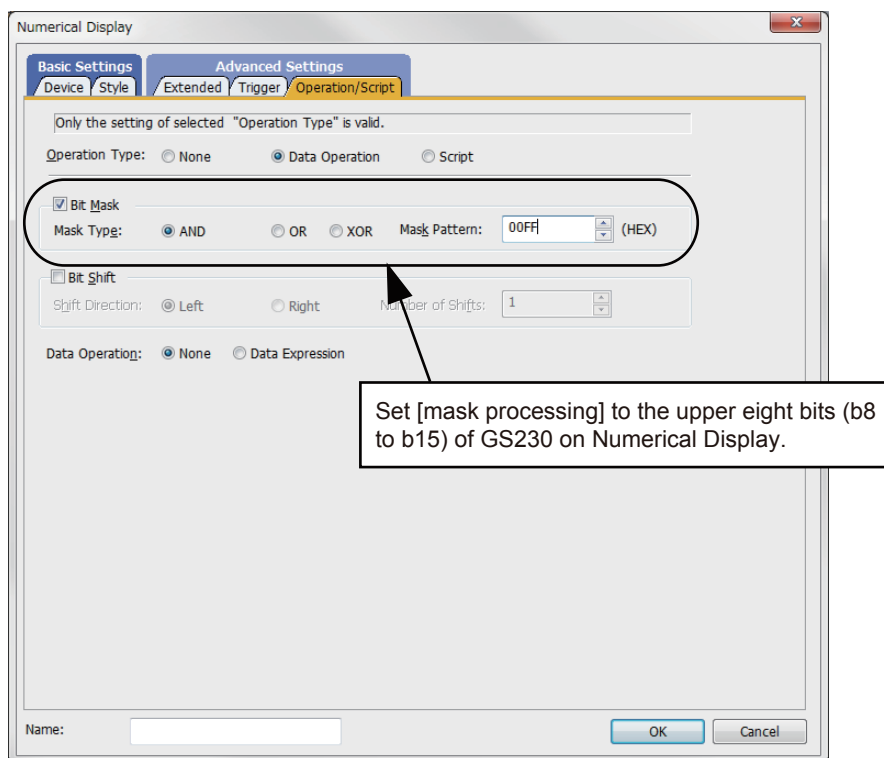 Numerical Display
Basic Settings Advanced Settings
Device Style Extended Trigger Operation/Script
Only the setting of selected "Operation Type" is valid.
Operation Type: None Data Operation Script
Bit Mask
Mask Type: AND OR XOR Mask Pattern: 00FF (HEX)
Bit Shift
Shift Direction: Left Right Number of Shifts: 1
Data Operation: None Data Expression
Set [mask processing] to the upper eight bits (b8
to b15) of GS230 on Numerical Display.
Name: OK Cancel